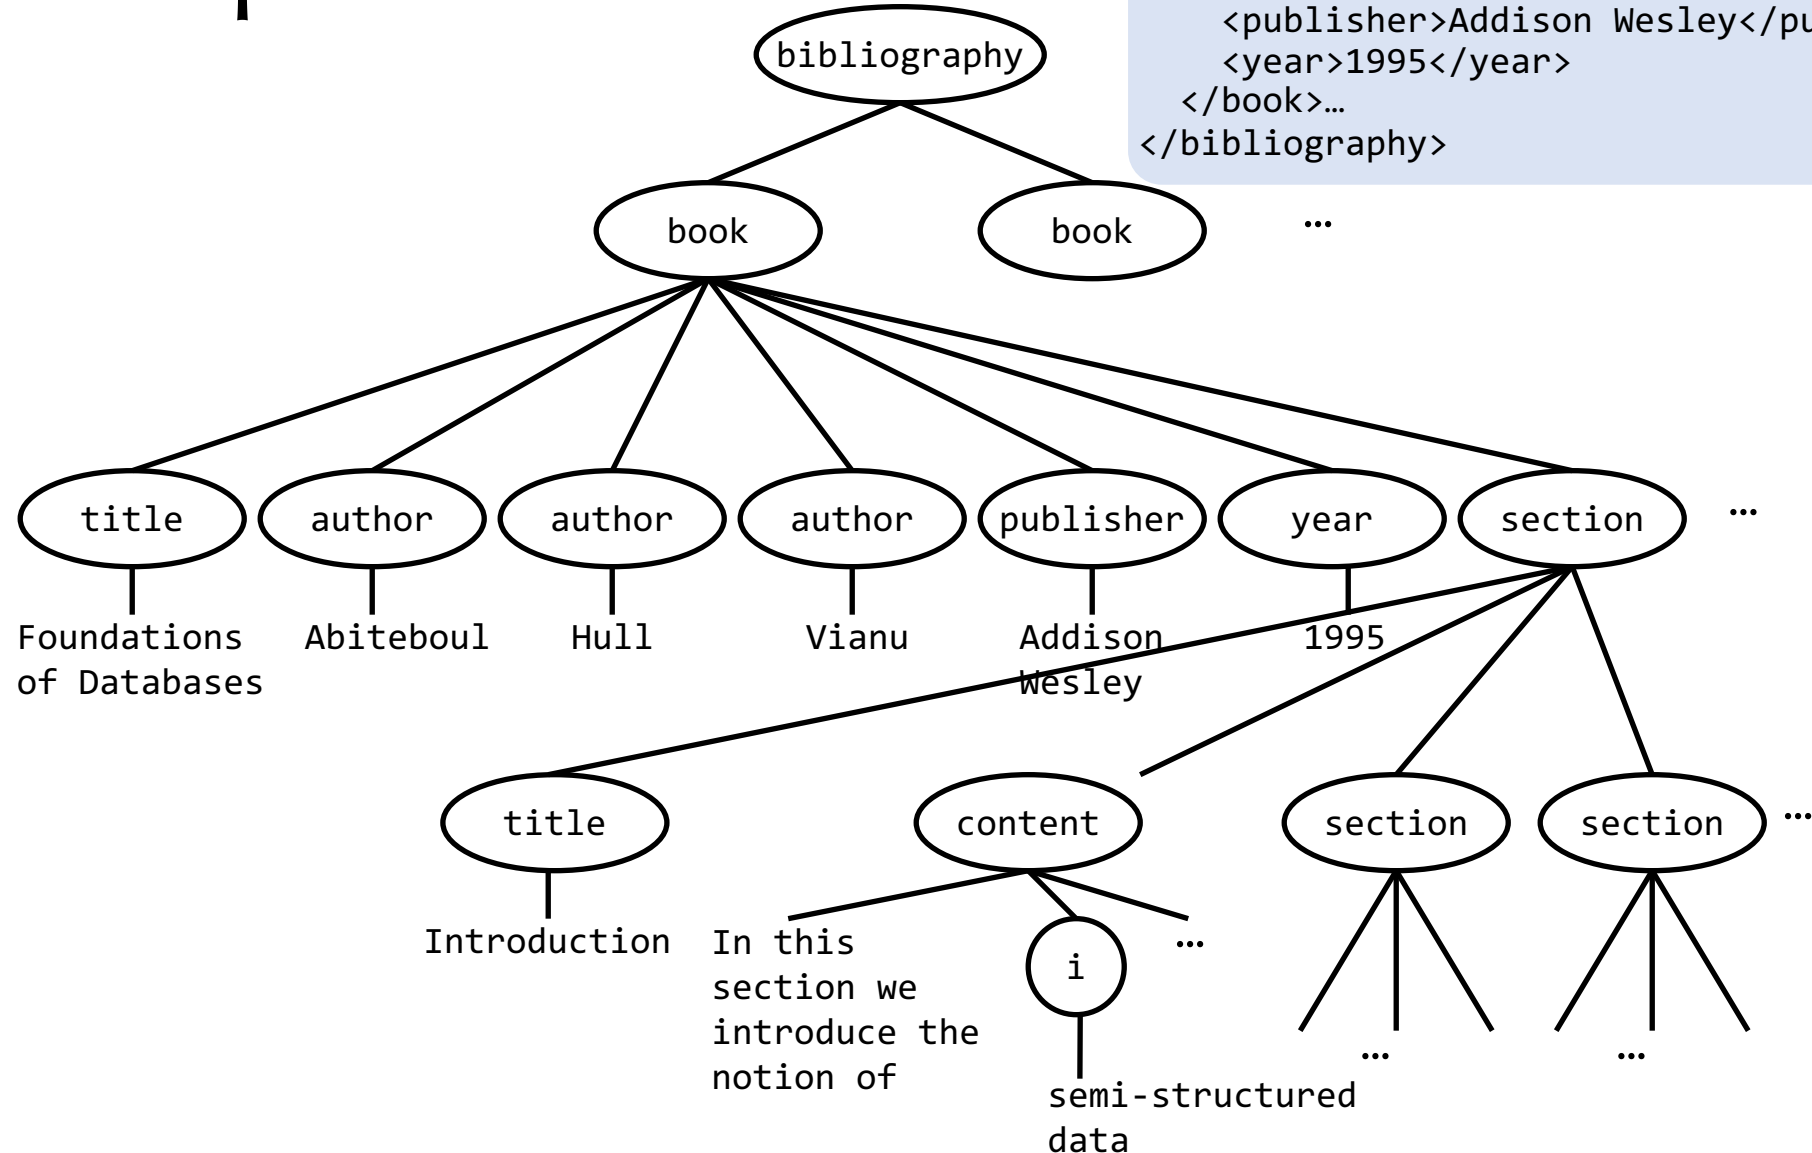 <publisher>Addison Wesley</pu
<year>1995</year>
</book>…
</bibliography>
bibliography
book
book
…
title
author
author
author
publisher
year
section
…
Foundations
of Databases
Abiteboul
Hull
Vianu
Addison
Wesley
1995
title
content
section
section
…
Introduction
In this
section we
introduce the
notion of
i
…
semi-structured
data
…
…